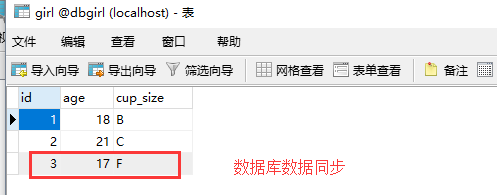 girl @dbgirl (localhost) - 表
文件 编辑 查看 窗口 帮助
导入向导 导出向导 筛选向导 网格查看 表单查看 备注
id age cup_size
1 18 B
2 21 C
3 17 F
数据库数据同步